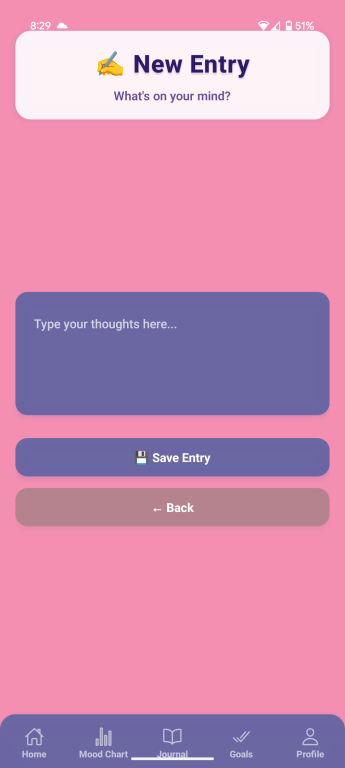 8:29
51%
✍️ New Entry
What's on your mind?
Type your thoughts here...
💾 Save Entry
← Back
Home
Mood Chart
Journal
Goals
Profile